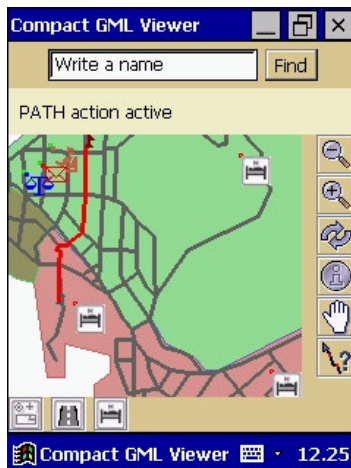 Compact GML Viewer
Write a name
Find
PATH action active
Compact GML Viewer
12.25